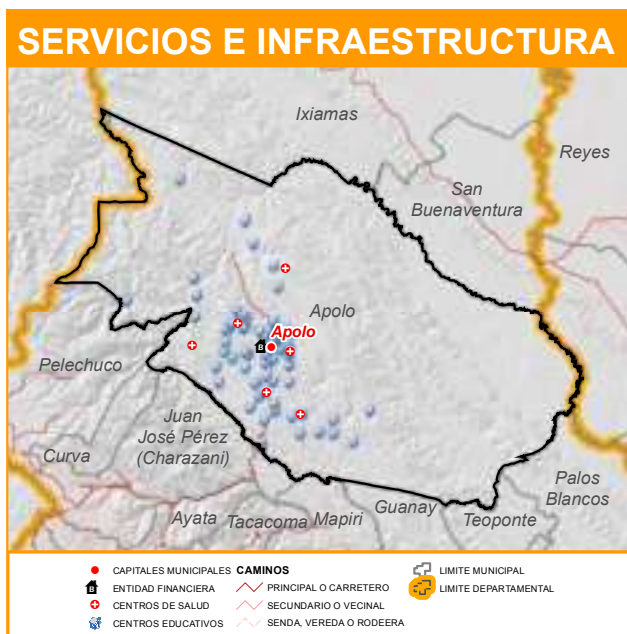 SERVICIOS E INFRAESTRUCTURA
Ixiamas
Reyes
San
Buenaventura
Apolo
Apolo
B
Pelechuco
Juan
José Pérez
(Charazani)
Curva
Palos
Blancos
Guanay
Ayata
Tacacoma
Mapiri
Teoponte
CAPITALES MUNICIPALES
B
ENTIDAD FINANCIERA
CENTROS DE SALUD
CENTROS EDUCATIVOS
CAMINOS
PRINCIPAL O CARRETERO
SECUNDARIO O VECINAL
SENDA, VEREDA O RODEERA
LIMITE MUNICIPAL
LIMITE DEPARTAMENTAL